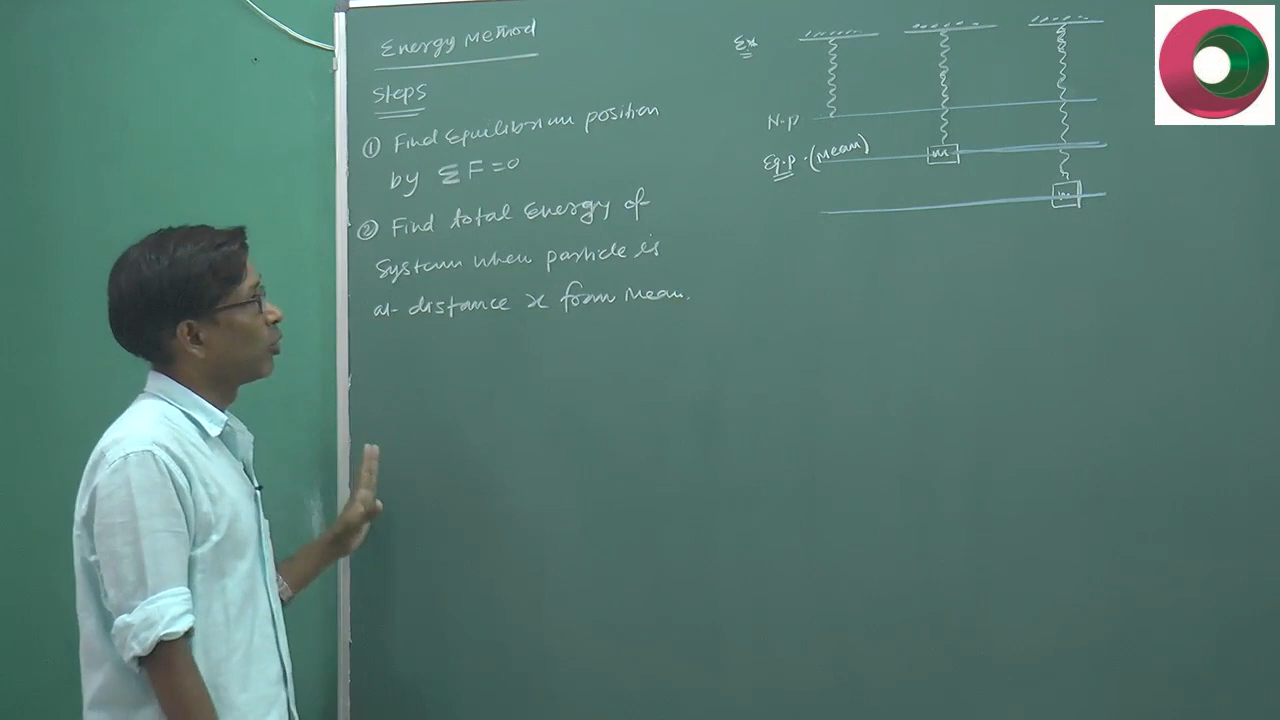 Energy Method
Steps
① Find Equilibrium position
by ΣF=0
② Find total Energy of
System when particle is
at distance x from Mean.
Ex
N.p
Eq.p.(Mean)
m
m